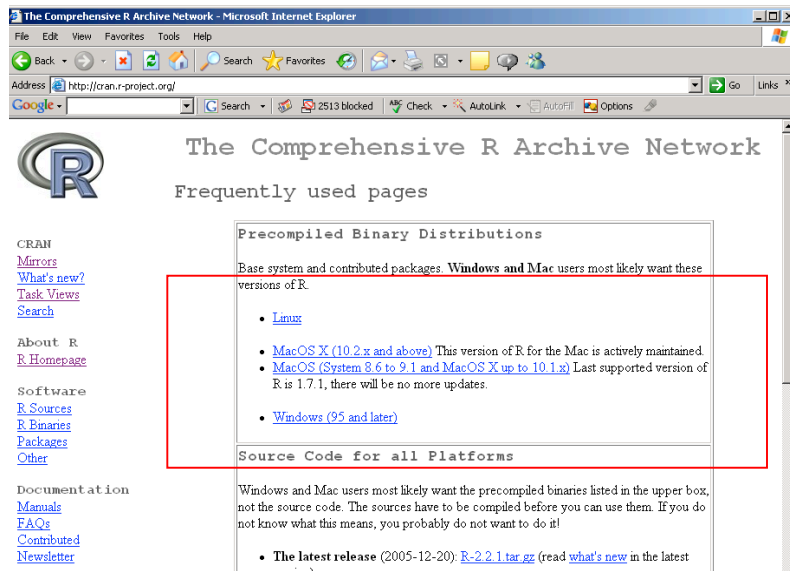 The Comprehensive R Archive Network - Microsoft Internet Explorer
File Edit View Favorites Tools Help
Back Search Favorites
Address http://cran.r-project.org/ Go Links »
Google Search 2513 blocked ABC Check AutoLink AutoFill Options
R
The Comprehensive R Archive Network
Frequently used pages
CRAN
Mirrors
What's new?
Task Views
Search
About R
R Homepage
Software
R Sources
R Binaries
Packages
Other
Documentation
Manuals
FAQs
Contributed
Newsletter
Precompiled Binary Distributions
Base system and contributed packages. Windows and Mac users most likely want these
versions of R.
• Linux
• MacOS X (10.2.x and above) This version of R for the Mac is actively maintained.
• MacOS (System 8.6 to 9.1 and MacOS X up to 10.1.x) Last supported version of
R is 1.7.1, there will be no more updates.
• Windows (95 and later)
Source Code for all Platforms
Windows and Mac users most likely want the precompiled binaries listed in the upper box,
not the source code. The sources have to be compiled before you can use them. If you do
not know what this means, you probably do not want to do it!
• The latest release (2005-12-20): R-2.2.1.tar.gz (read what's new in the latest